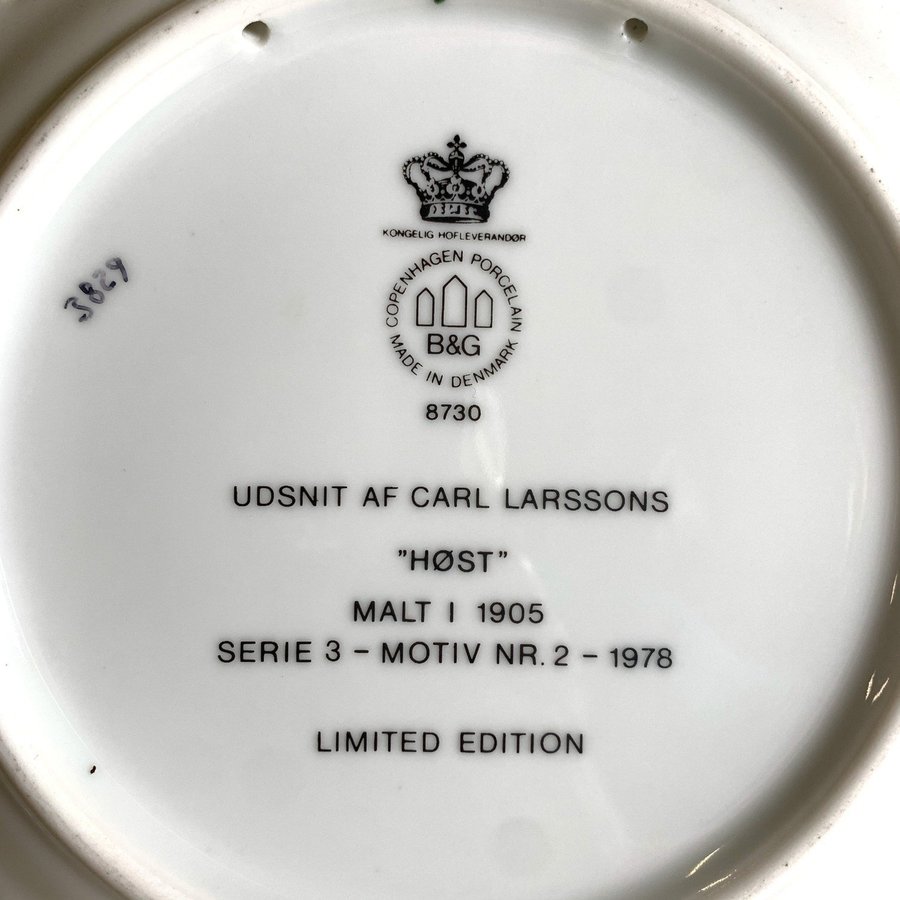 KONGELIG HOFLEVERANDØR
COPENHAGEN PORCELAIN
B&G
MADE IN DENMARK
8730
3829
UDSNIT AF CARL LARSSONS
"HØST"
MALT I 1905
SERIE 3 – MOTIV NR. 2 – 1978
LIMITED EDITION